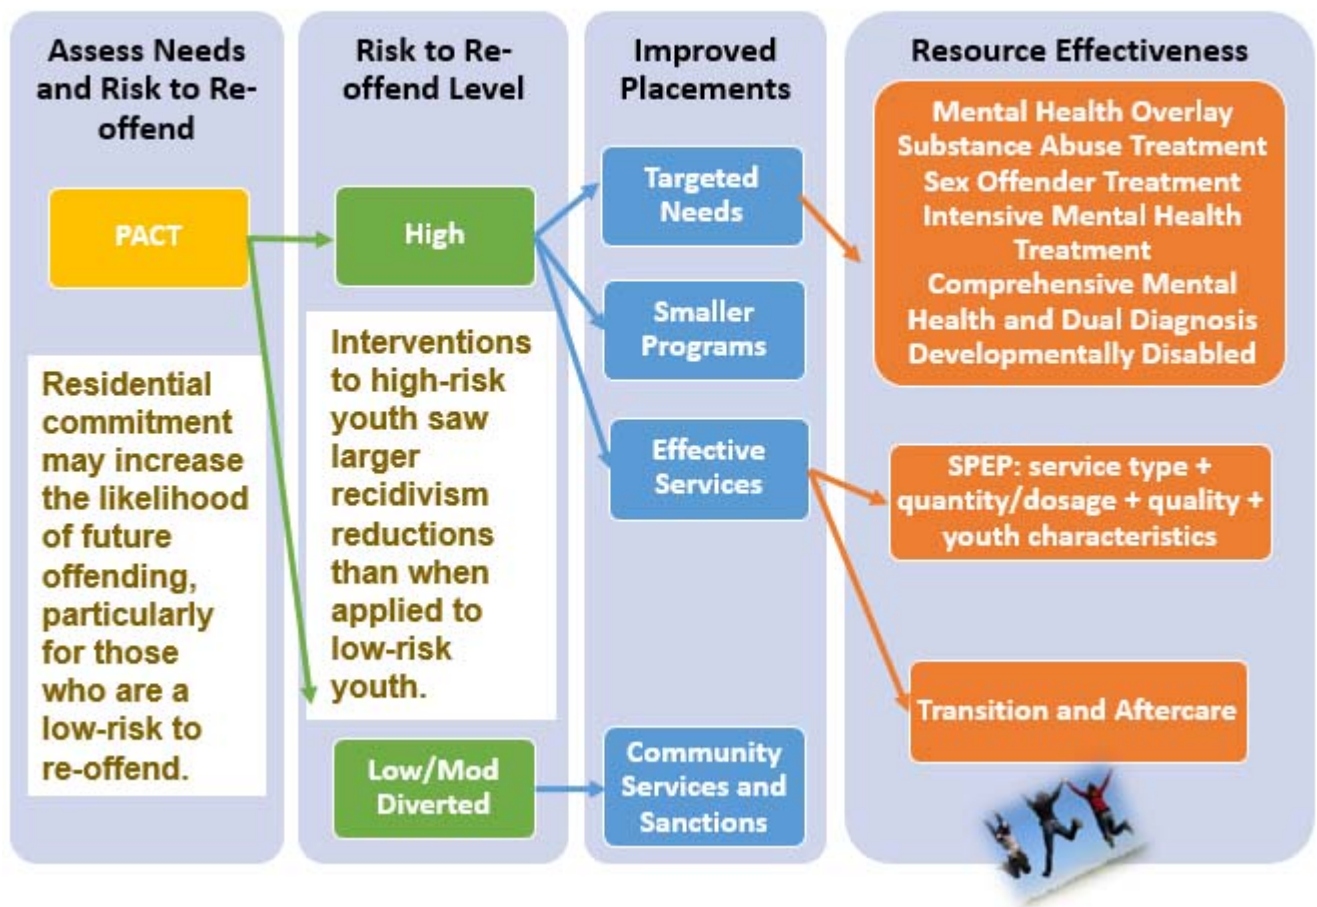 Assess Needs
and Risk to Re-
offend
PACT
Residential
commitment
may increase
the likelihood
of future
offending,
particularly
for those
who are a
low-risk to
re-offend.
Risk to Re-
offend Level
High
Interventions
to high-risk
youth saw
larger
recidivism
reductions
than when
applied to
low-risk
youth.
Low/Mod
Diverted
Improved
Placements
Targeted
Needs
Smaller
Programs
Effective
Services
Community
Services and
Sanctions
Resource Effectiveness
Mental Health Overlay
Substance Abuse Treatment
Sex Offender Treatment
Intensive Mental Health
Treatment
Comprehensive Mental
Health and Dual Diagnosis
Developmentally Disabled
SPEP: service type +
quantity/dosage + quality +
youth characteristics
Transition and Aftercare